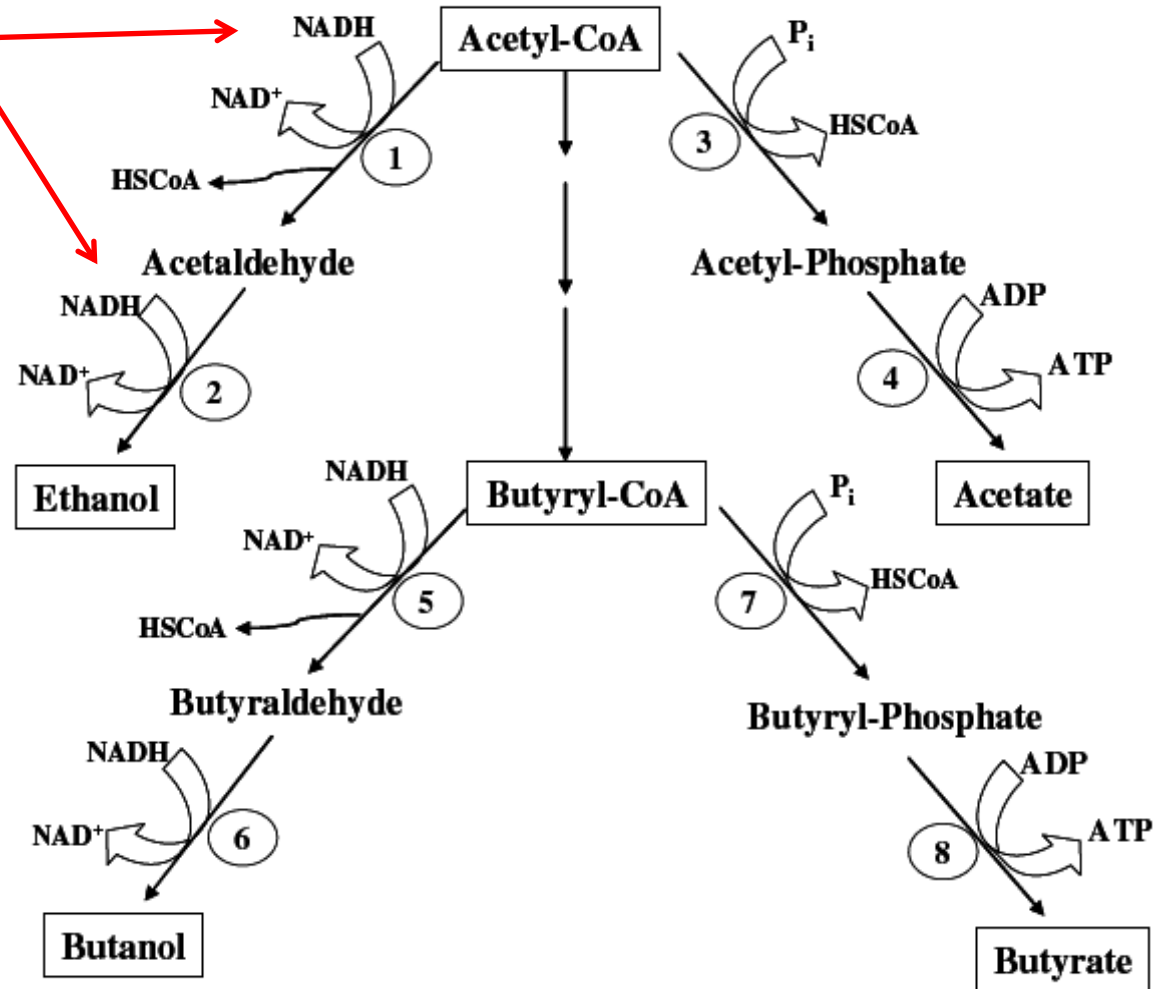 NADH
Acetyl-CoA
Pi
NAD+
HSCoA
1
3
HSCoA
Acetaldehyde
Acetyl-Phosphate
NADH
ADP
NAD+
2
4
ATP
Ethanol
NADH
Butyryl-CoA
Pi
Acetate
NAD+
HSCoA
5
7
HSCoA
Butyraldehyde
Butyryl-Phosphate
NADH
ADP
NAD+
6
8
ATP
Butanol
Butyrate